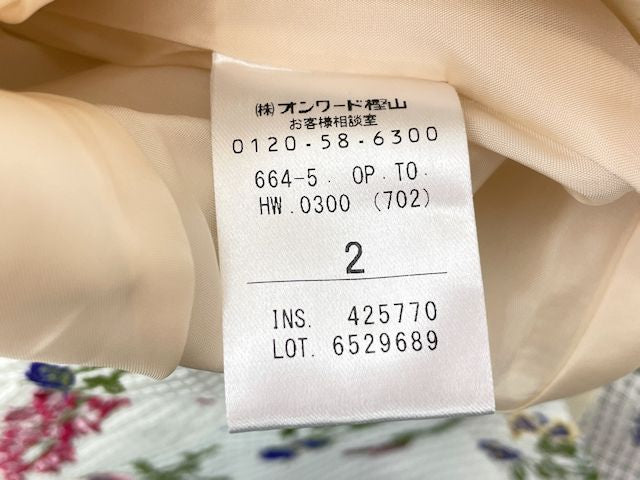 (株)オンワード樫山
お客様相談室
0120-58-6300
664-5. OP.TO.
HW.0300 (702)
2
INS. 425770
LOT. 6529689